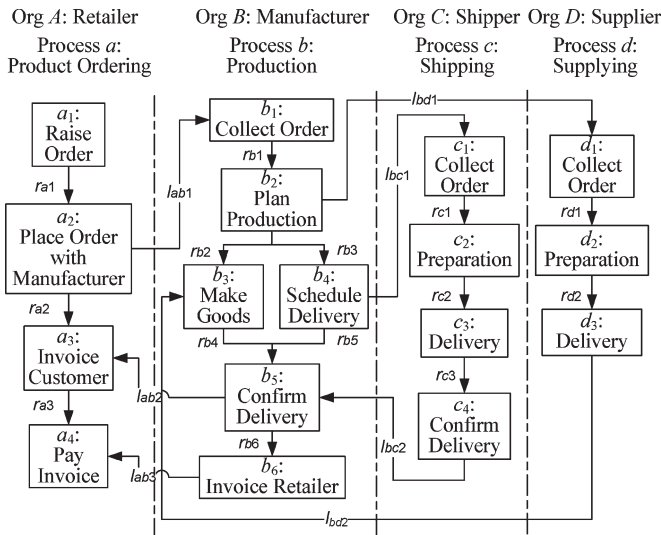 Org A: Retailer
Process a:
Product Ordering
a1:
Raise
Order
ra1
a2:
Place Order
with
Manufacturer
ra2
a3:
Invoice
Customer
ra3
a4:
Pay
Invoice
lab1
lab2
lab3
Org B: Manufacturer
Process b:
Production
b1:
Collect Order
rb1
b2:
Plan
Production
rb2
rb3
b3:
Make
Goods
b4:
Schedule
Delivery
rb4
rb5
b5:
Confirm
Delivery
rb6
b6:
Invoice Retailer
lbc1
lbc2
lbd1
lbd2
Org C: Shipper
Process c:
Shipping
c1:
Collect
Order
rc1
c2:
Preparation
rc2
c3:
Delivery
rc3
c4:
Confirm
Delivery
Org D: Supplier
Process d:
Supplying
d1:
Collect
Order
rd1
d2:
Preparation
rd2
d3:
Delivery